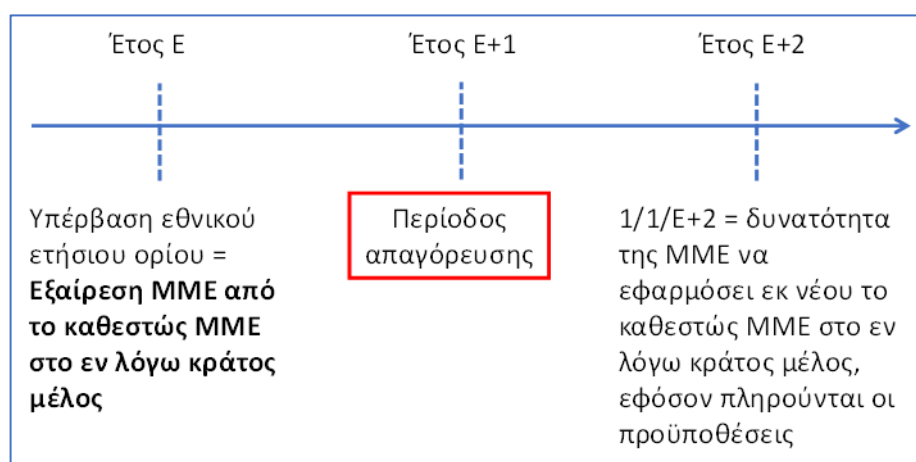 Έτος Ε
Έτος Ε+1
Έτος Ε+2
Υπέρβαση εθνικού
ετήσιου ορίου =
Εξαίρεση ΜΜΕ από
το καθεστώς ΜΜΕ
στο εν λόγω κράτος
μέλος
Περίοδος
απαγόρευσης
1/1/Ε+2 = δυνατότητα
της ΜΜΕ να
εφαρμόσει εκ νέου το
καθεστώς ΜΜΕ στο εν
λόγω κράτος μέλος,
εφόσον πληρούνται οι
προϋποθέσεις